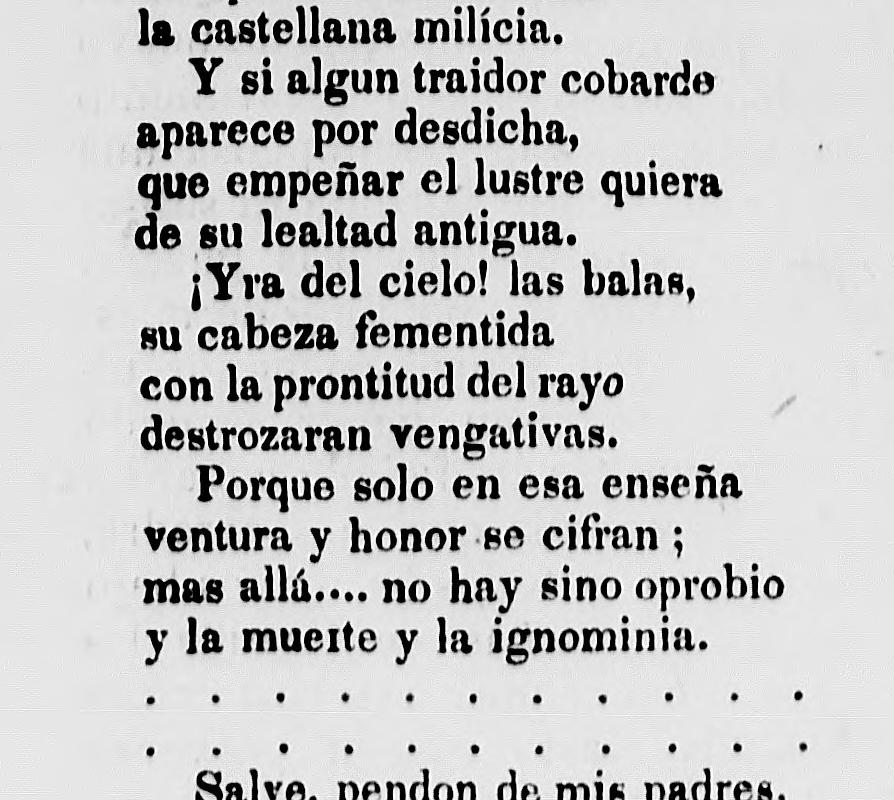 la castellana milícia.
Y si algun traidor cobarde
aparece por desdicha,
que empeñar el lustre quiera
de su lealtad antigua.
¡Yra del cielo! las balas,
su cabeza fementida
con la prontitud del rayo
destrozaran vengativas.
Porque solo en esa enseña
ventura y honor se cifran ;
mas allá.... no hay sino oprobio
y la muerte y la ignominia.
. . . . . . . . . . .
. . . . . . . . . . .
Salve, pendon de mis padres,